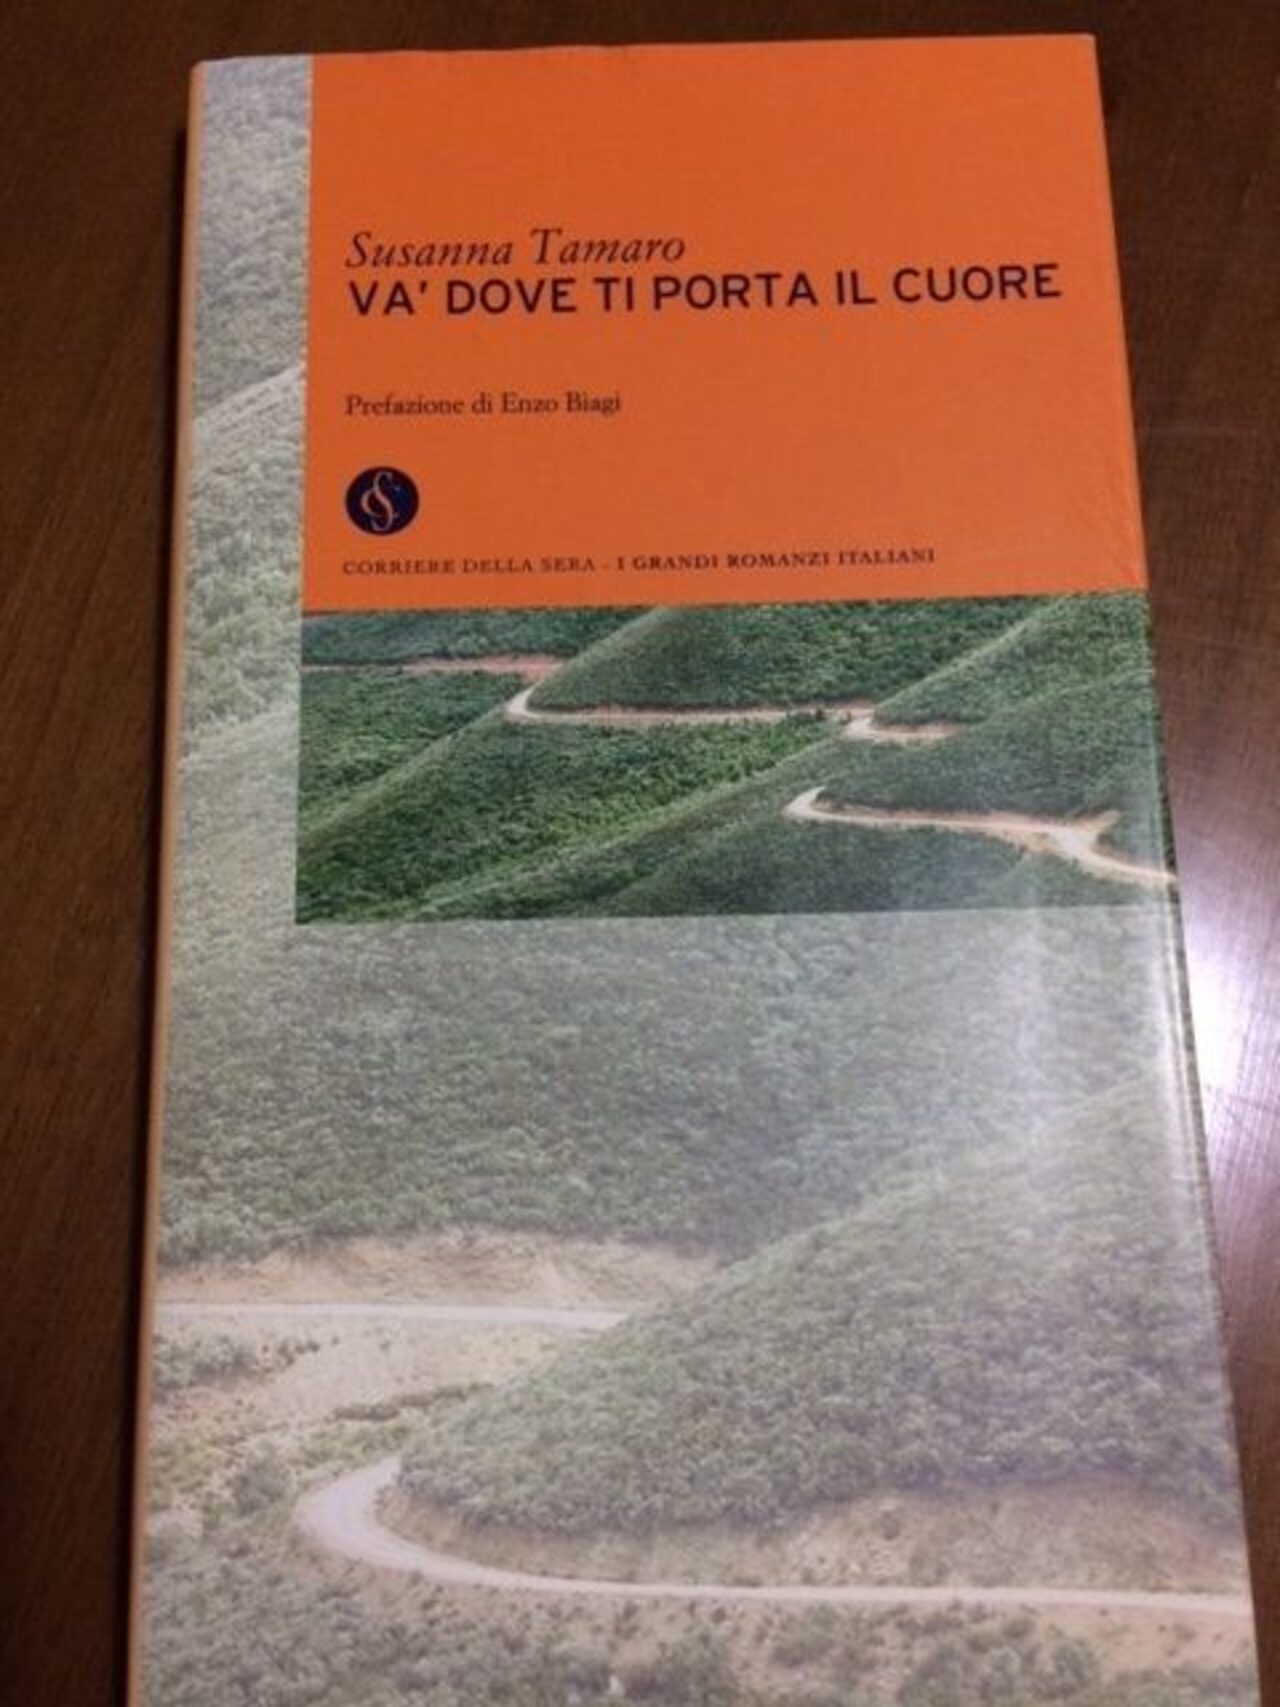 Susanna Tamaro
VA' DOVE TI PORTA IL CUORE
Prefazione di Enzo Biagi
CORRIERE DELLA SERA - I GRANDI ROMANZI ITALIANI